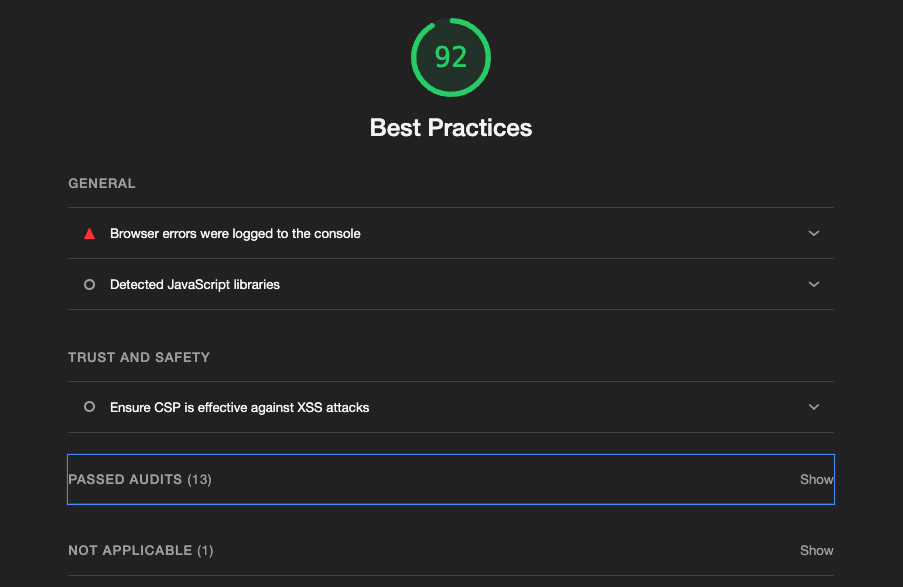 92
Best Practices
GENERAL
Browser errors were logged to the console
Detected JavaScript libraries
TRUST AND SAFETY
Ensure CSP is effective against XSS attacks
PASSED AUDITS (13) Show
NOT APPLICABLE (1) Show